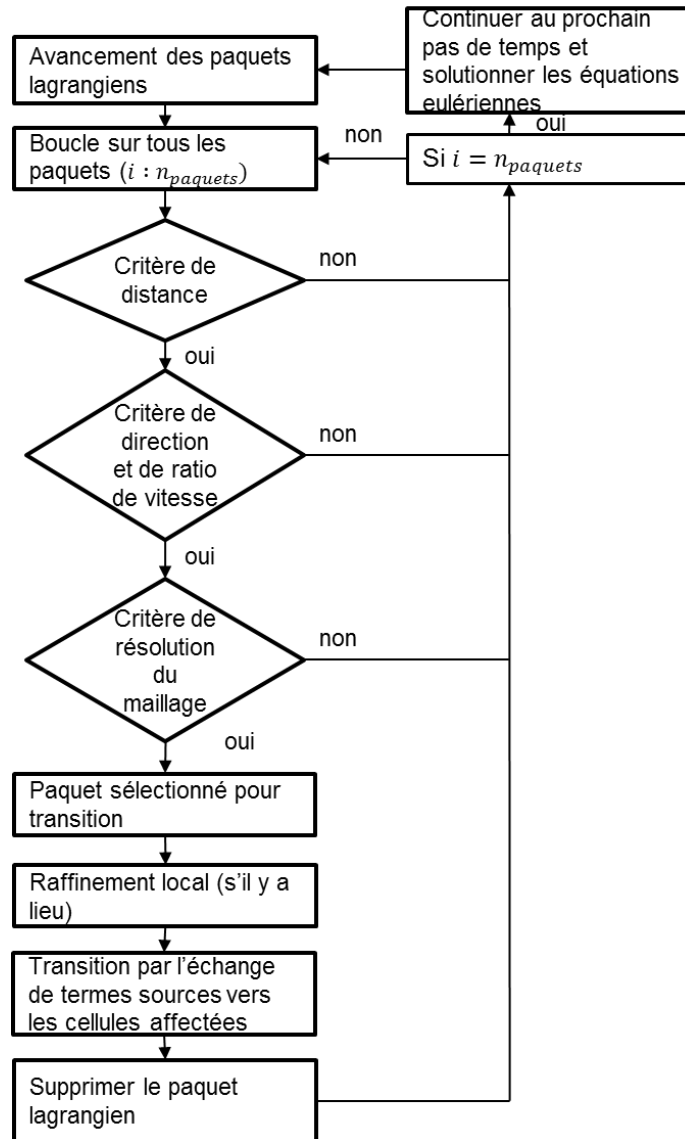 Continuer au prochain
pas de temps et
solutionner les équations
eulériennes
Avancement des paquets
lagrangiens
oui
non
Boucle sur tous les
paquets (i : n_paquets)
Si i = n_paquets
Critère de
distance
non
oui
Critère de
direction
et de ratio
de vitesse
non
oui
Critère de
résolution
du
maillage
non
oui
Paquet sélectionné pour
transition
Raffinement local (s'il y a
lieu)
Transition par l'échange
de termes sources vers
les cellules affectées
Supprimer le paquet
lagrangien